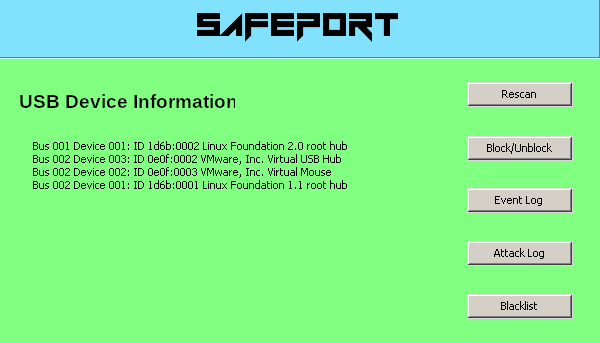 SAFEPORT
USB Device Information
Rescan
Bus 001 Device 001: ID 1d6b:0002 Linux Foundation 2.0 root hub
Bus 002 Device 003: ID 0e0f:0002 VMware, Inc. Virtual USB Hub
Bus 002 Device 002: ID 0e0f:0003 VMware, Inc. Virtual Mouse
Bus 002 Device 001: ID 1d6b:0001 Linux Foundation 1.1 root hub
Block/Unblock
Event Log
Attack Log
Blacklist